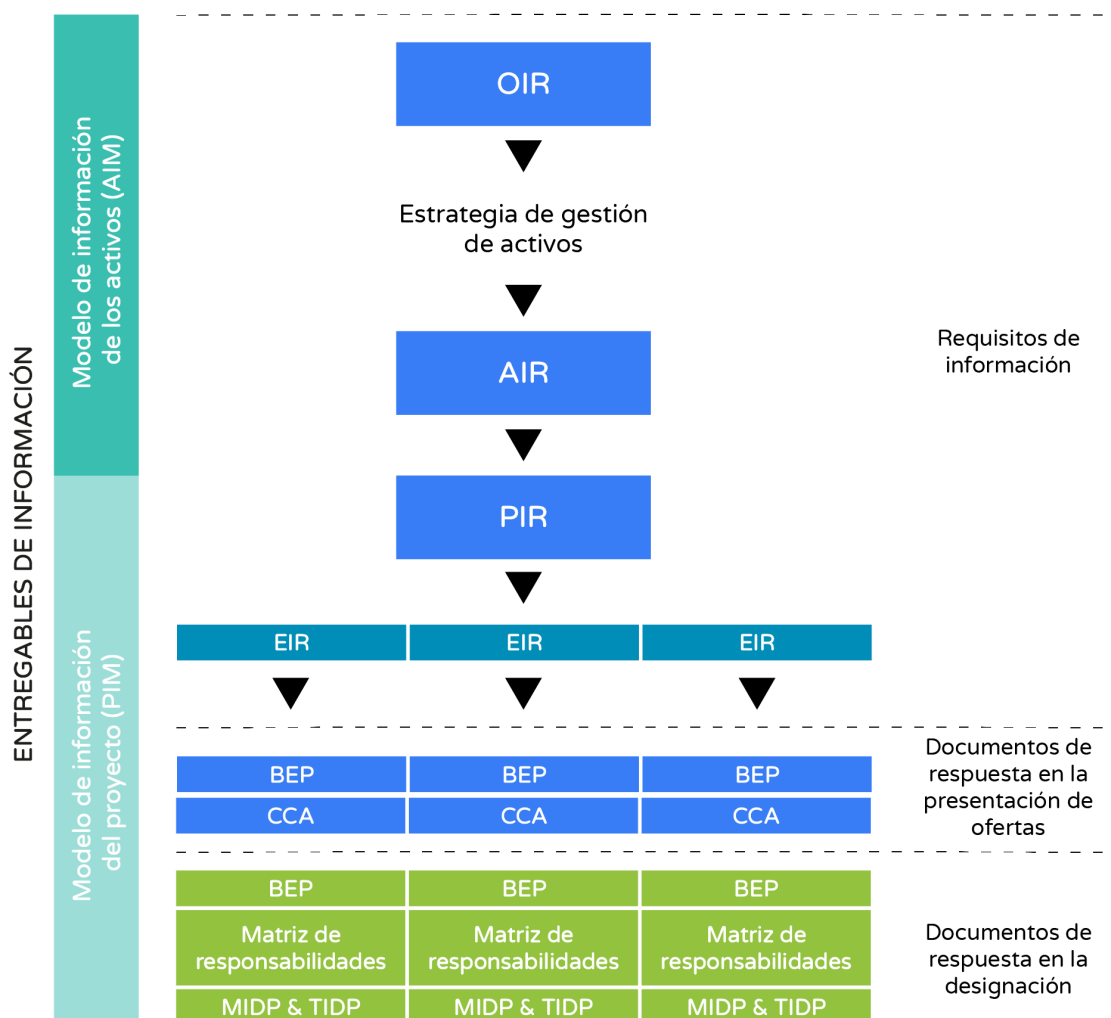 ENTREGABLES DE INFORMACIÓN
Modelo de información
de los activos (AIM)
Modelo de información
del proyecto (PIM)
OIR
Estrategia de gestión
de activos
AIR
PIR
Requisitos de
información
EIR EIR EIR
BEP BEP BEP
CCA CCA CCA
Documentos de
respuesta en la
presentación de
ofertas
BEP BEP BEP
Matriz de
responsabilidades
Matriz de
responsabilidades
Matriz de
responsabilidades
MIDP & TIDP MIDP & TIDP MIDP & TIDP
Documentos de
respuesta en la
designación